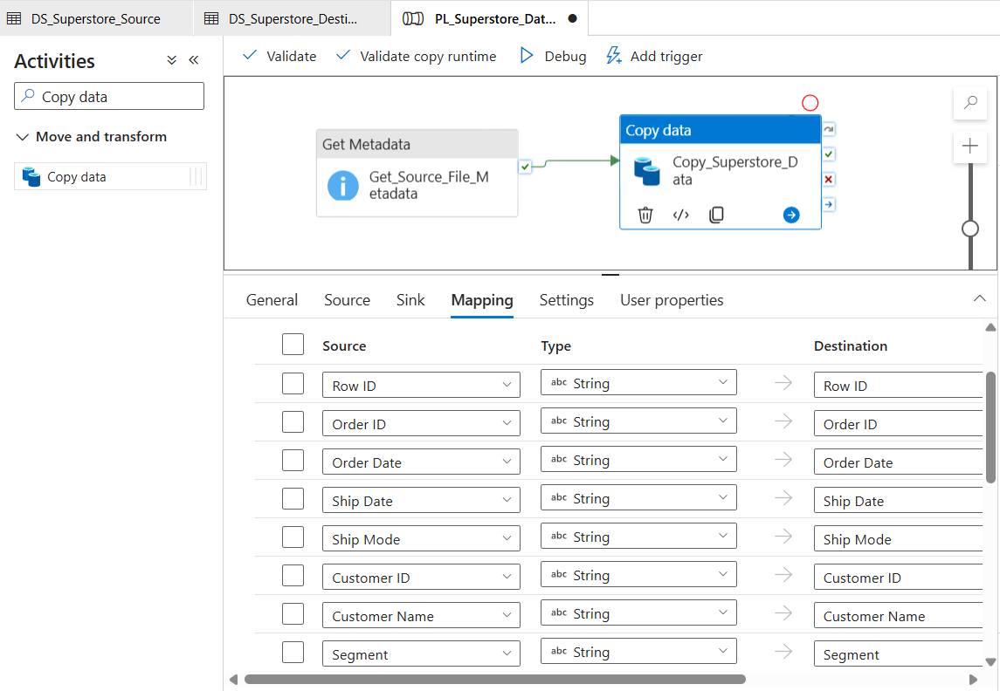 DS_Superstore_Source
DS_Superstore_Desti...
PL_Superstore_Dat...
Activities
Copy data
Move and transform
Copy data
Validate
Validate copy runtime
Debug
Add trigger
Get Metadata
Get_Source_File_M
etadata
Copy data
Copy_Superstore_D
ata
General
Source
Sink
Mapping
Settings
User properties
Source Type Destination
Row ID abc String Row ID
Order ID abc String Order ID
Order Date abc String Order Date
Ship Date abc String Ship Date
Ship Mode abc String Ship Mode
Customer ID abc String Customer ID
Customer Name abc String Customer Name
Segment abc String Segment